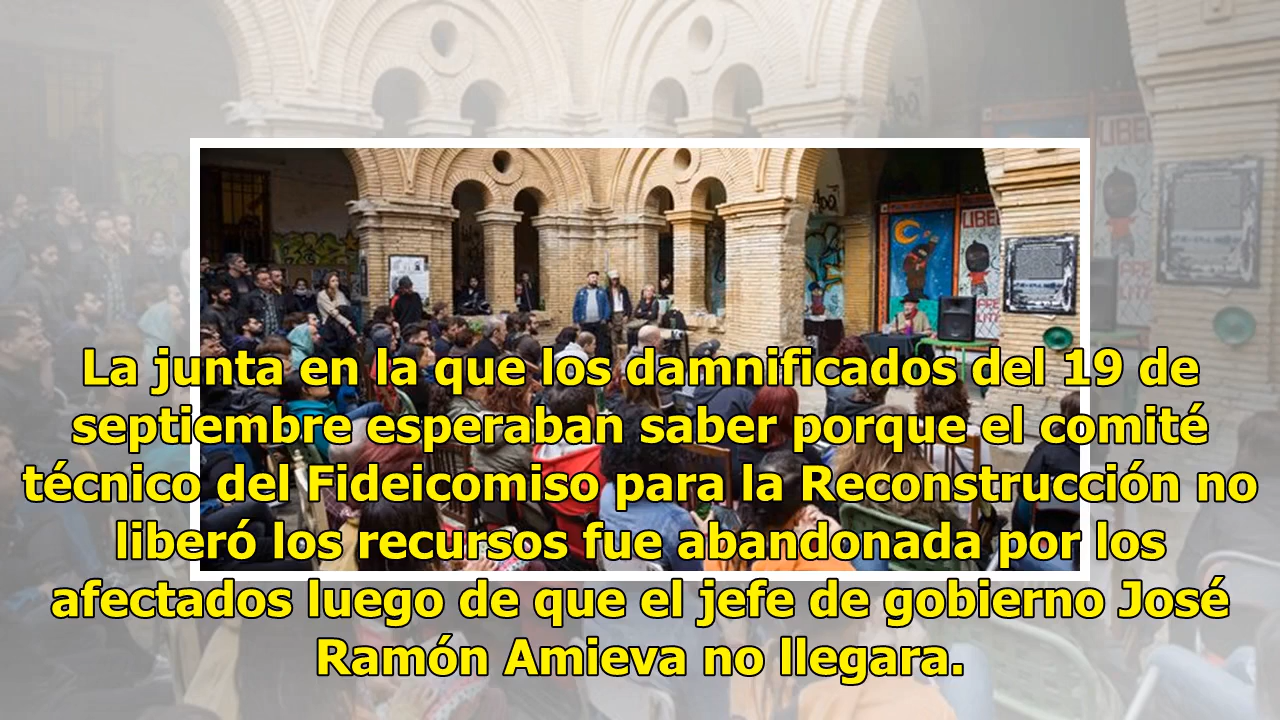 La junta en la que los damnificados del 19 de
septiembre esperaban saber porque el comité
técnico del Fideicomiso para la Reconstrucción no
liberó los recursos fue abandonada por los
afectados luego de que el jefe de gobierno José
Ramón Amieva no llegara.